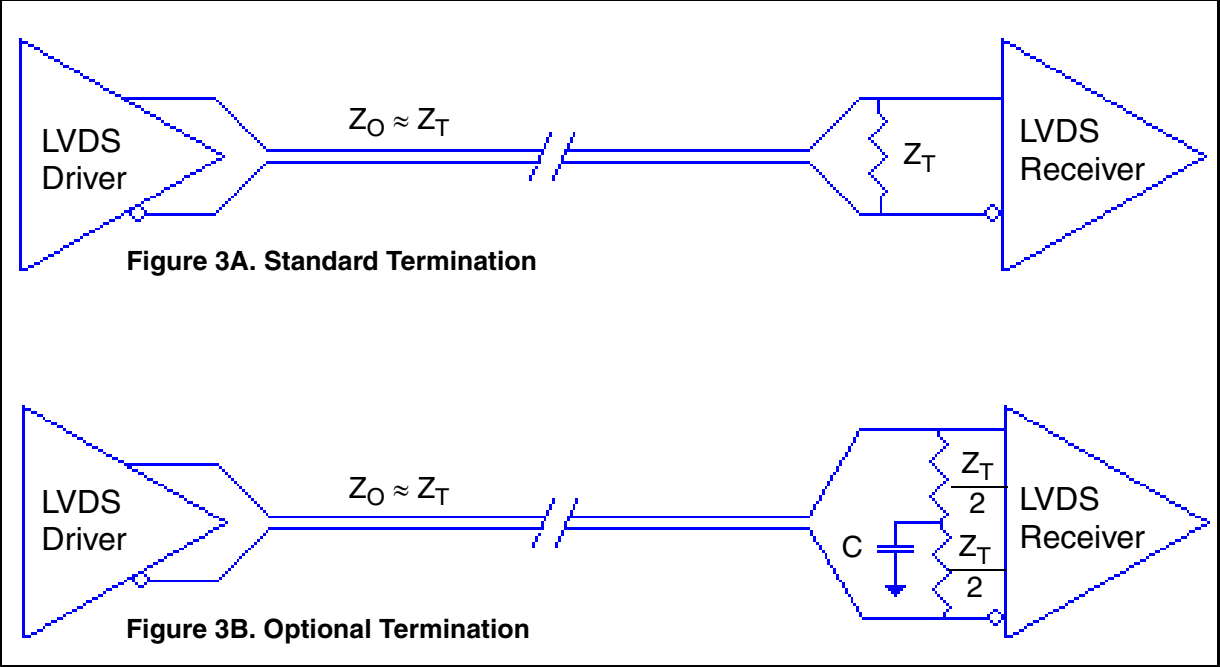 LVDS
Driver
Z_O ≈ Z_T
Z_T
LVDS
Receiver
Figure 3A. Standard Termination
LVDS
Driver
Z_O ≈ Z_T
C
Z_T
2
Z_T
2
LVDS
Receiver
Figure 3B. Optional Termination